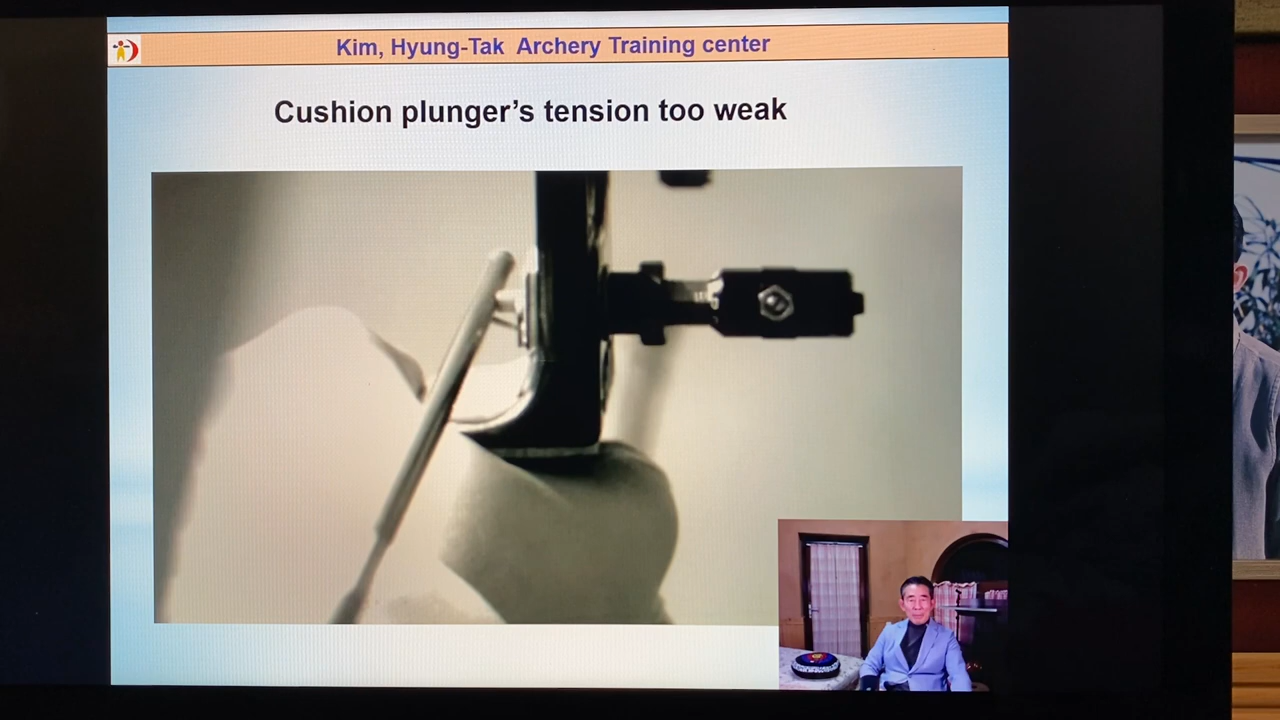 Kim, Hyung-Tak Archery Training center
Cushion plunger's tension too weak